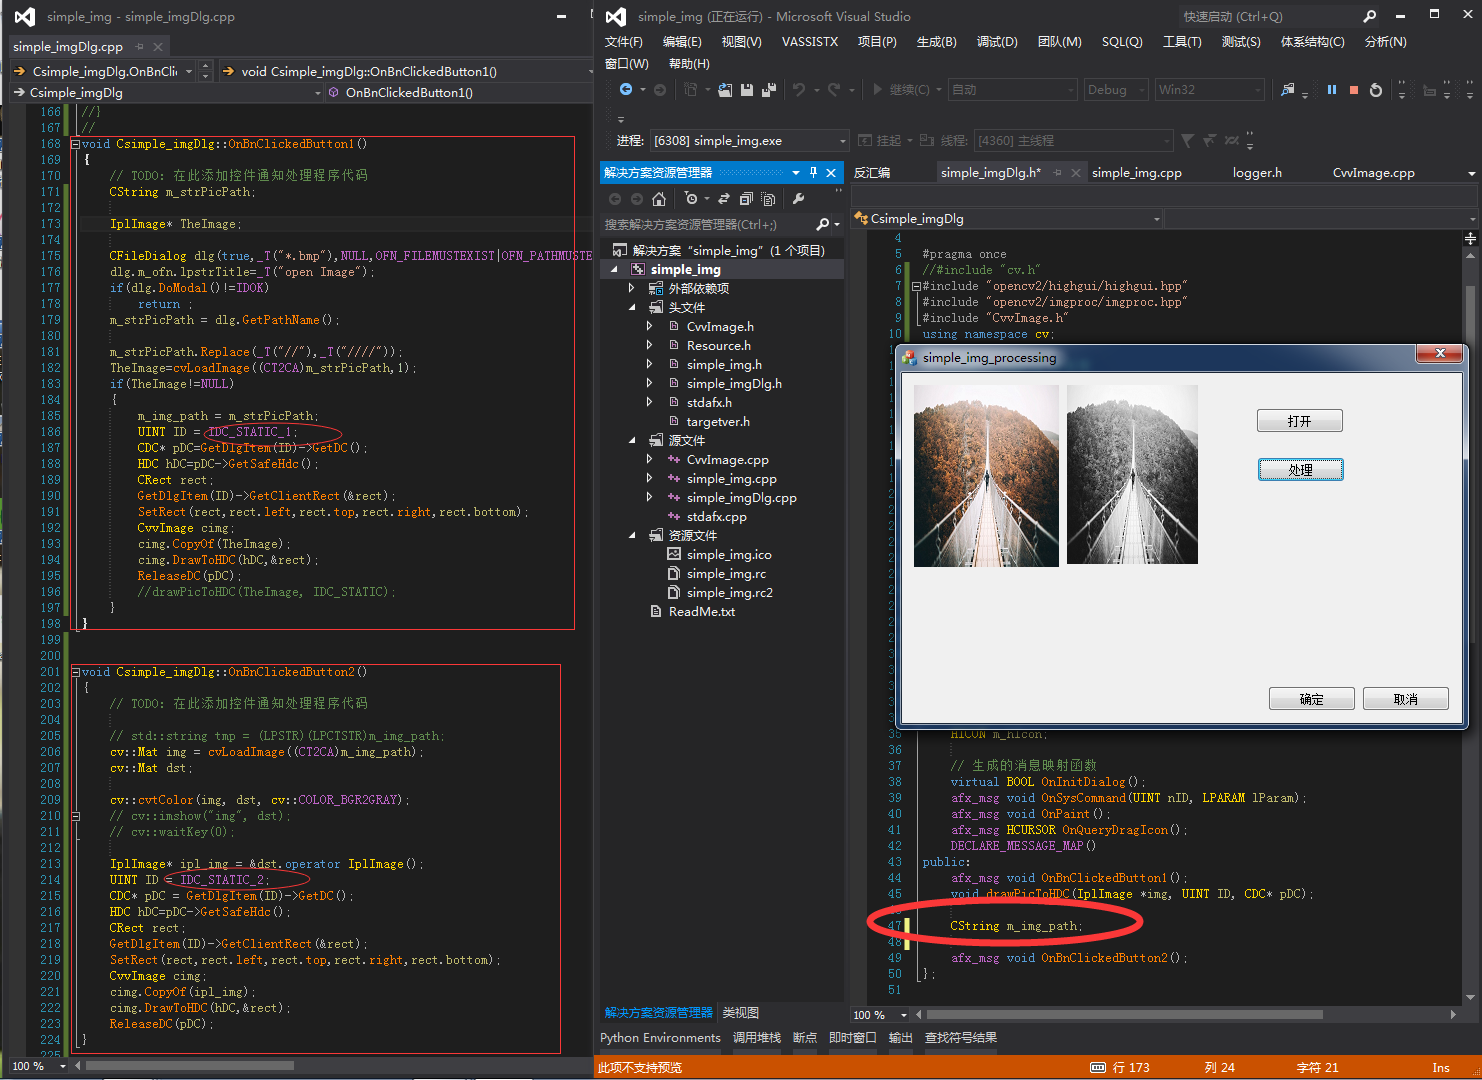 simple_img - simple_imgDlg.cpp
simple_imgDlg.cpp
Csimple_imgDlg.OnBnCli
void Csimple_imgDlg::OnBnClickedButton1()
Csimple_imgDlg
OnBnClickedButton1()
166 //}
167 //
168 void Csimple_imgDlg::OnBnClickedButton1()
169 {
170 // TODO: 在此添加控件通知处理程序代码
171 CString m_strPicPath;
172
173 IplImage* TheImage;
174
175 CFileDialog dlg(true,_T("*.bmp"),NULL,OFN_FILEMUSTEXIST|OFN_PATHMUSTE
176 dlg.m_ofn.lpstrTitle=_T("open Image");
177 if(dlg.DoModal()!=IDOK)
178 return ;
179 m_strPicPath = dlg.GetPathName();
180
181 m_strPicPath.Replace(_T("//"),_T("////"));
182 TheImage=cvLoadImage((CT2CA)m_strPicPath,1);
183 if(TheImage!=NULL)
184 {
185 m_img_path = m_strPicPath;
186 UINT ID = IDC_STATIC_1;
187 CDC* pDC=GetDlgItem(ID)->GetDC();
188 HDC hDC=pDC->GetSafeHdc();
189 CRect rect;
190 GetDlgItem(ID)->GetClientRect(&rect);
191 SetRect(rect,rect.left,rect.top,rect.right,rect.bottom);
192 CvvImage cimg;
193 cimg.CopyOf(TheImage);
194 cimg.DrawToHDC(hDC,&rect);
195 ReleaseDC(pDC);
196 //drawPicToHDC(TheImage, IDC_STATIC);
197 }
198 }
199
200
201 void Csimple_imgDlg::OnBnClickedButton2()
202 {
203 // TODO: 在此添加控件通知处理程序代码
204
205 // std::string tmp = (LPSTR)(LPCTSTR)m_img_path;
206 cv::Mat img = cvLoadImage((CT2CA)m_img_path);
207 cv::Mat dst;
208
209 cv::cvtColor(img, dst, cv::COLOR_BGR2GRAY);
210 // cv::imshow("img", dst);
211 // cv::waitKey(0);
212
213 IplImage* ipl_img = &dst.operator IplImage();
214 UINT ID = IDC_STATIC_2;
215 CDC* pDC = GetDlgItem(ID)->GetDC();
216 HDC hDC=pDC->GetSafeHdc();
217 CRect rect;
218 GetDlgItem(ID)->GetClientRect(&rect);
219 SetRect(rect,rect.left,rect.top,rect.right,rect.bottom);
220 CvvImage cimg;
221 cimg.CopyOf(ipl_img);
222 cimg.DrawToHDC(hDC,&rect);
223 ReleaseDC(pDC);
224 }
225
100 %
simple_img (正在运行) - Microsoft Visual Studio
快速启动 (Ctrl+Q)
文件(F) 编辑(E) 视图(V) VASSISTX 项目(P) 生成(B) 调试(D) 团队(M) SQL(Q) 工具(T) 测试(S) 体系结构(C) 分析(N)
窗口(W) 帮助(H)
继续(C) 自动 Debug Win32
进程: [6308] simple_img.exe 挂起 线程: [4360] 主线程
解决方案资源管理器
搜索解决方案资源管理器(Ctrl+;)
解决方案 "simple_img" (1 个项目)
simple_img
外部依赖项
头文件
CvvImage.h
Resource.h
simple_img.h
simple_imgDlg.h
stdafx.h
targetver.h
源文件
CvvImage.cpp
simple_img.cpp
simple_imgDlg.cpp
stdafx.cpp
资源文件
simple_img.ico
simple_img.rc
simple_img.rc2
ReadMe.txt
解决方案资源管理器 类视图
反汇编 simple_imgDlg.h* simple_img.cpp logger.h CvvImage.cpp
Csimple_imgDlg
4
5 #pragma once
6 //#include "cv.h"
7 #include "opencv2/highgui/highgui.hpp"
8 #include "opencv2/imgproc/imgproc.hpp"
9 #include "CvvImage.h"
10 using namespace cv;
simple_img_processing
打开
处理
确定
取消
35 HICON m_hIcon;
36
37 // 生成的消息映射函数
38 virtual BOOL OnInitDialog();
39 afx_msg void OnSysCommand(UINT nID, LPARAM lParam);
40 afx_msg void OnPaint();
41 afx_msg HCURSOR OnQueryDragIcon();
42 DECLARE_MESSAGE_MAP()
43 public:
44 afx_msg void OnBnClickedButton1();
45 void drawPicToHDC(IplImage *img, UINT ID, CDC* pDC);
47 CString m_img_path;
48
49 afx_msg void OnBnClickedButton2();
50 };
51
100 %
Python Environments 调用堆栈 断点 即时窗口 输出 查找符号结果
此项不支持预览
行 173 列 24 字符 21 Ins